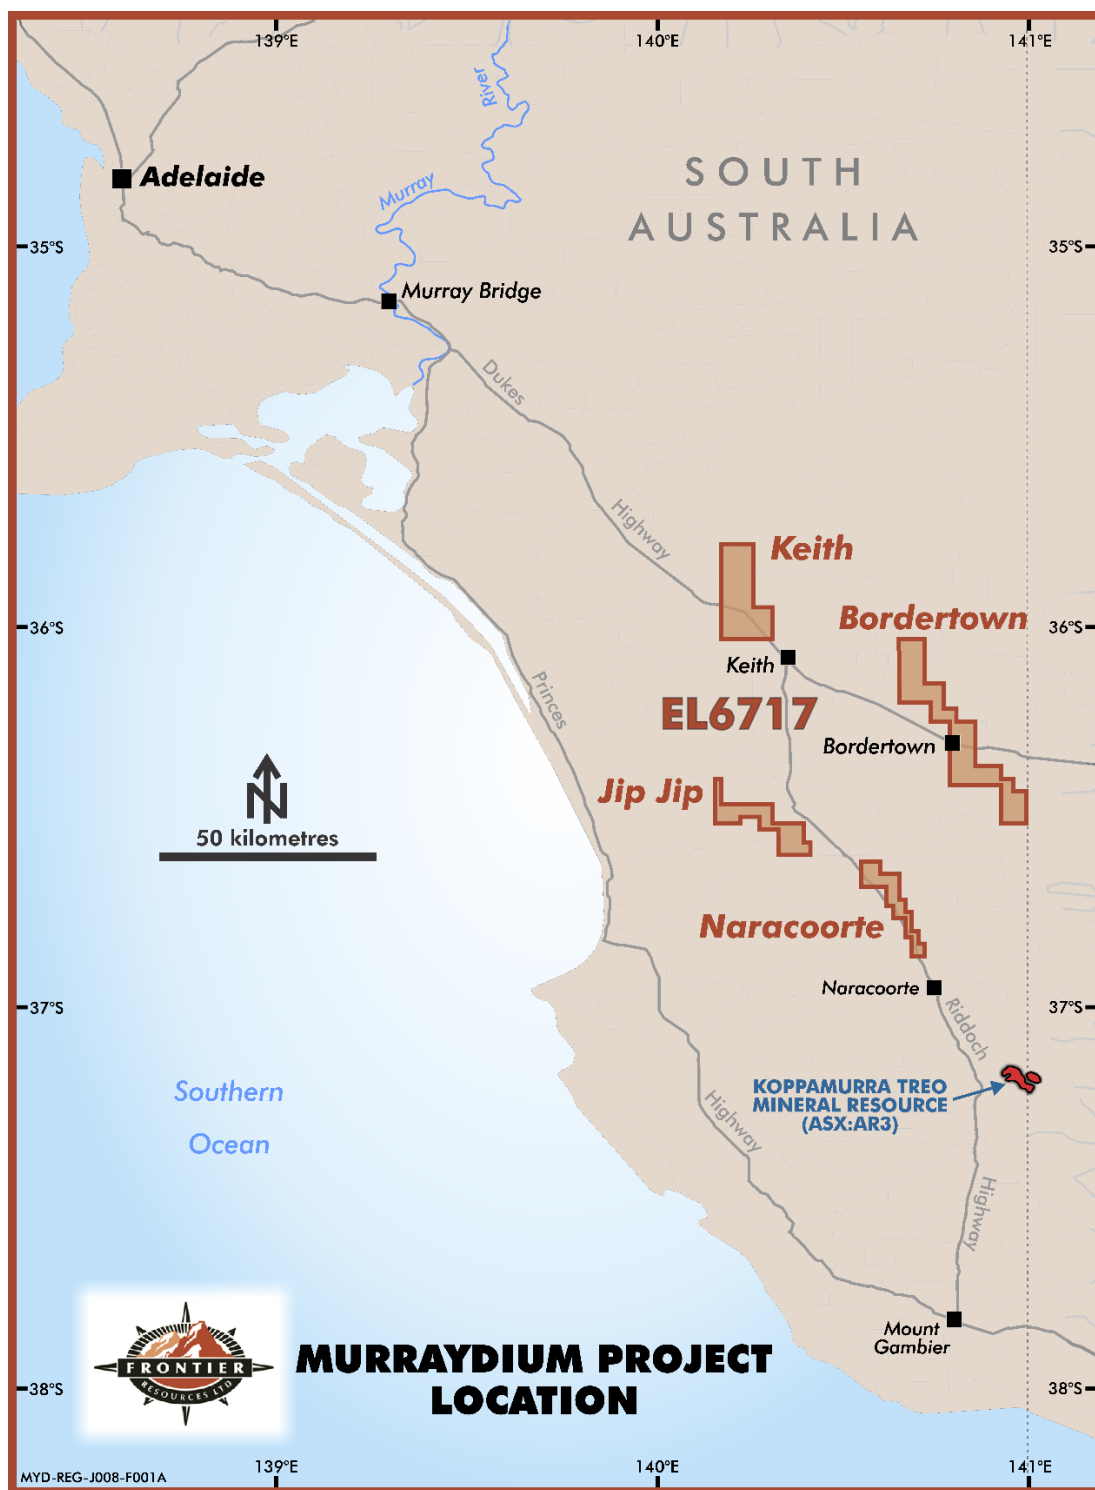 139°E
140°E
141°E
River
Adelaide
SOUTH
AUSTRALIA
Murray
35°S
35°S
Murray Bridge
Dukes
Highway
Keith
Bordertown
36°S
36°S
Keith
Princes
EL6717
Bordertown
Jip Jip
N
50 kilometres
Naracoorte
Naracoorte
37°S
37°S
Riddoch
KOPPAMURRA TREO
MINERAL RESOURCE
(ASX:AR3)
Southern
Ocean
Highway
Highway
Mount
Gambier
FRONTIER
RESOURCES LTD
MURRAYDIUM PROJECT
LOCATION
38°S
38°S
139°E
140°E
141°E
MYD-REG-J008-F001A